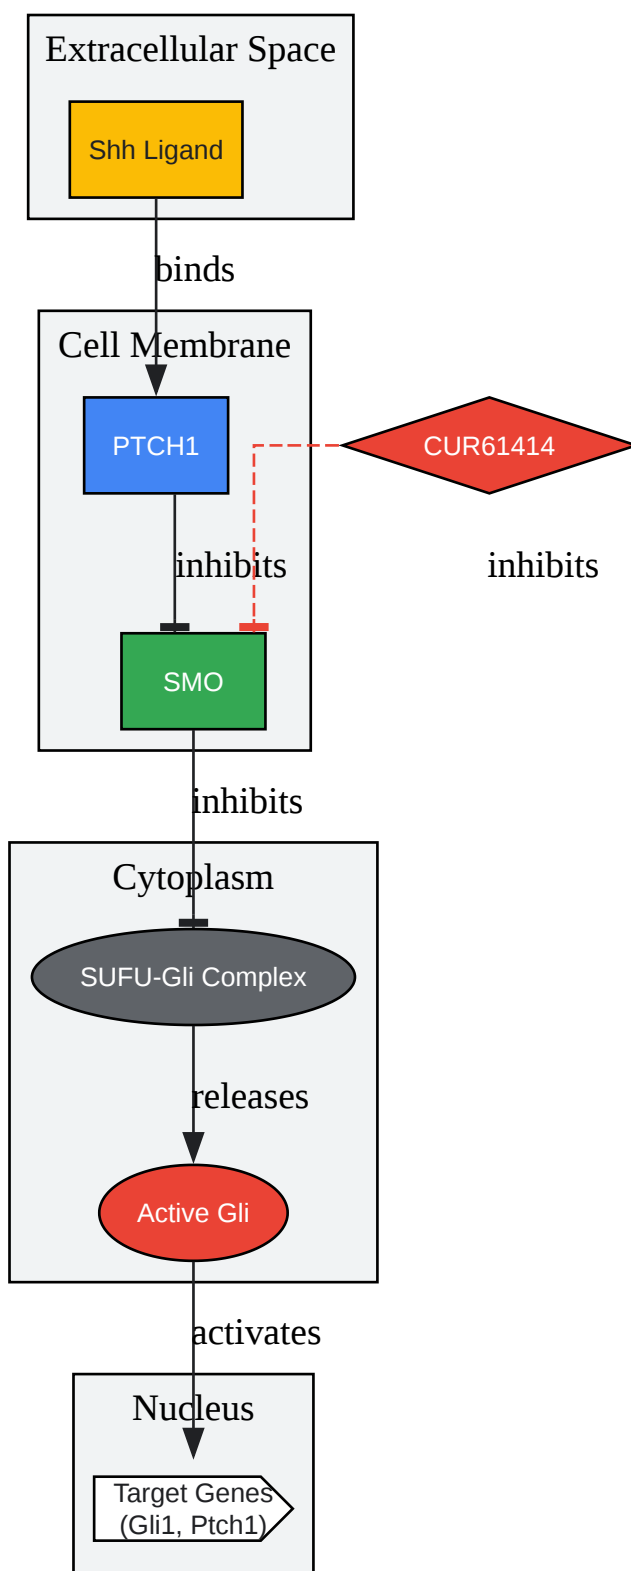 Extracellular Space
Shh Ligand
binds
Cell Membrane
PTCH1
CUR61414
inhibits
inhibits
SMO
inhibits
Cytoplasm
SUFU-Gli Complex
releases
Active Gli
activates
Nucleus
Target Genes
(Gli1, Ptch1)